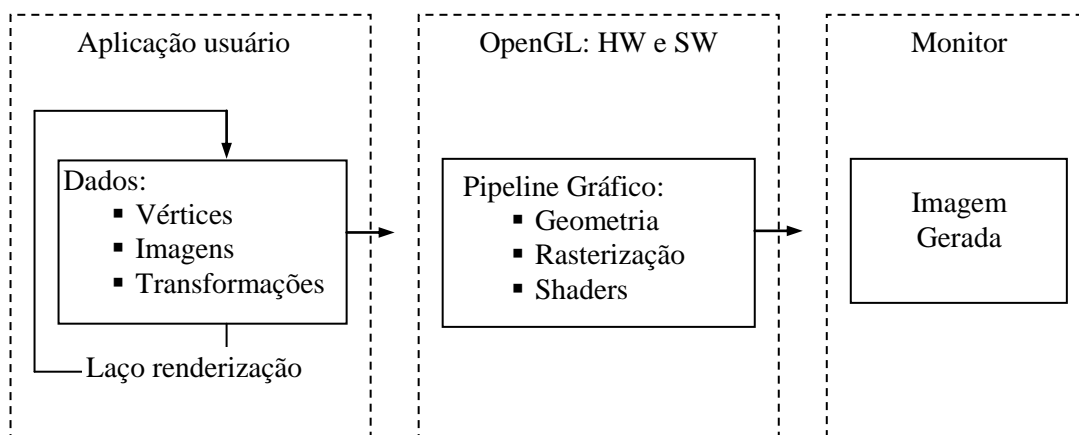 Aplicação usuário
Dados:
▪ Vértices
▪ Imagens
▪ Transformações
Laço renderização
OpenGL: HW e SW
Pipeline Gráfico:
▪ Geometria
▪ Rasterização
▪ Shaders
Monitor
Imagem
Gerada